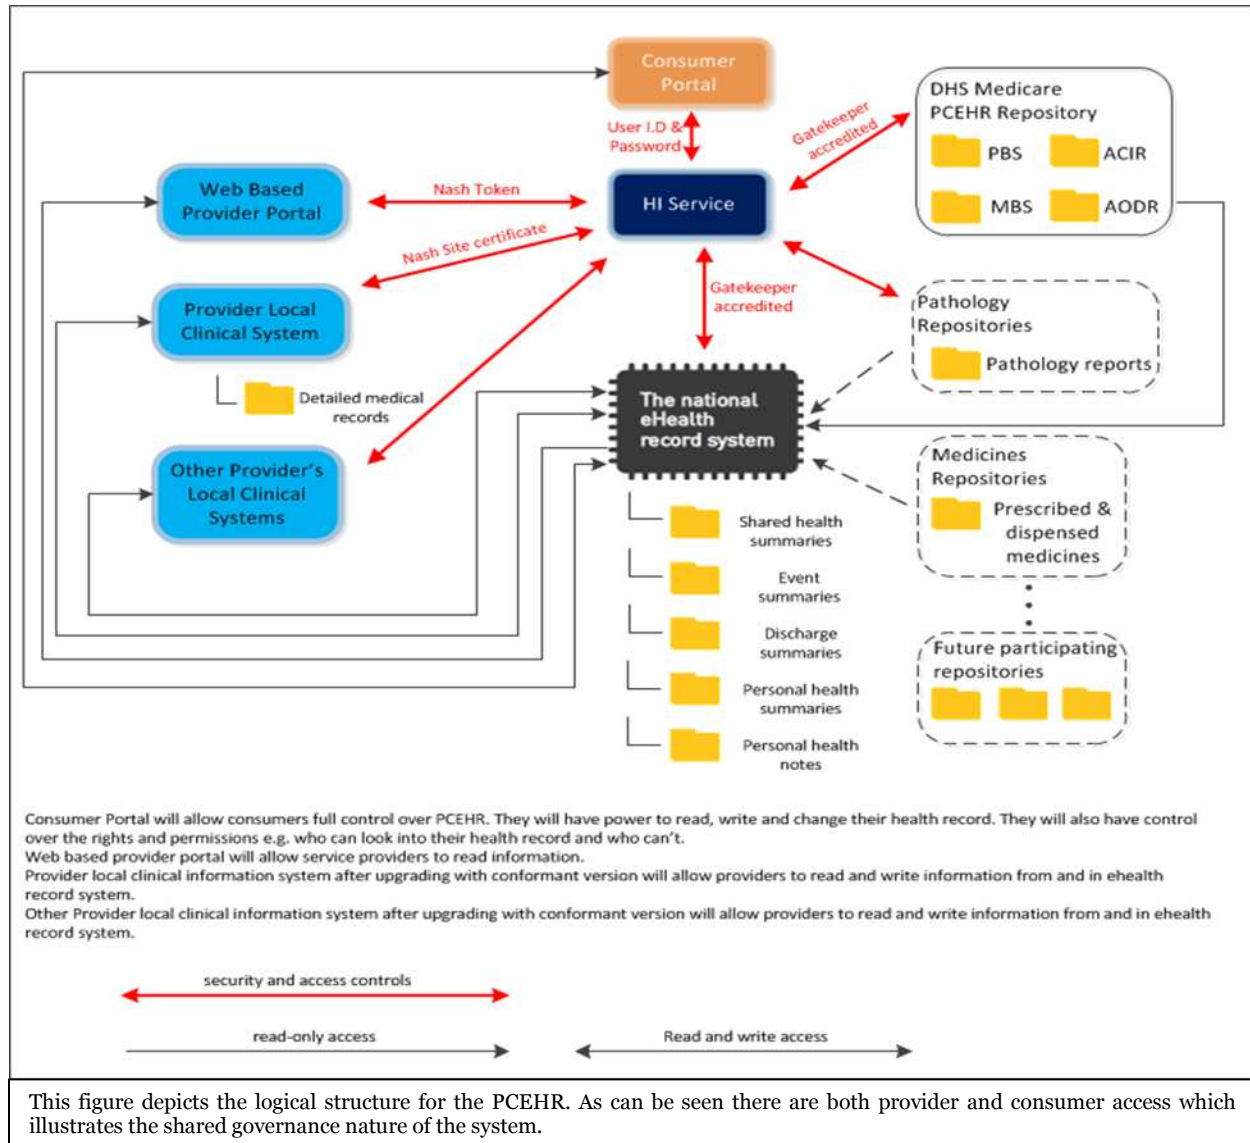 Consumer
Portal
User I.D &
Password
Gatekeeper
accredited
DHS Medicare
PCEHR Repository
PBS
ACIR
MBS
AODR
Web Based
Provider Portal
Nash Token
HI Service
Nash Site certificate
Gatekeeper
accredited
Provider Local
Clinical System
Detailed medical
records
Pathology
Repositories
Pathology reports
The national
eHealth
record system
Other Provider's
Local Clinical
Systems
Medicines
Repositories
Prescribed &
dispensed
medicines
Shared health
summaries
Event
summaries
Discharge
summaries
Personal health
summaries
Personal health
notes
Future participating
repositories
Consumer Portal will allow consumers full control over PCEHR. They will have power to read, write and change their health record. They will also have control
over the rights and permissions e.g. who can look into their health record and who can't.
Web based provider portal will allow service providers to read information.
Provider local clinical information system after upgrading with conformant version will allow providers to read and write information from and in ehealth
record system.
Other Provider local clinical information system after upgrading with conformant version will allow providers to read and write information from and in ehealth
record system.
security and access controls
read-only access
Read and write access
This figure depicts the logical structure for the PCEHR. As can be seen there are both provider and consumer access which
illustrates the shared governance nature of the system.